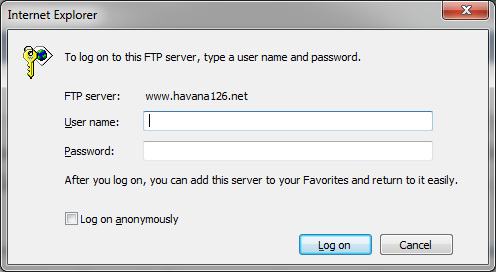 Internet Explorer
To log on to this FTP server, type a user name and password.
FTP server: www.havana126.net
User name:
Password:
After you log on, you can add this server to your Favorites and return to it easily.
Log on anonymously
Log on Cancel